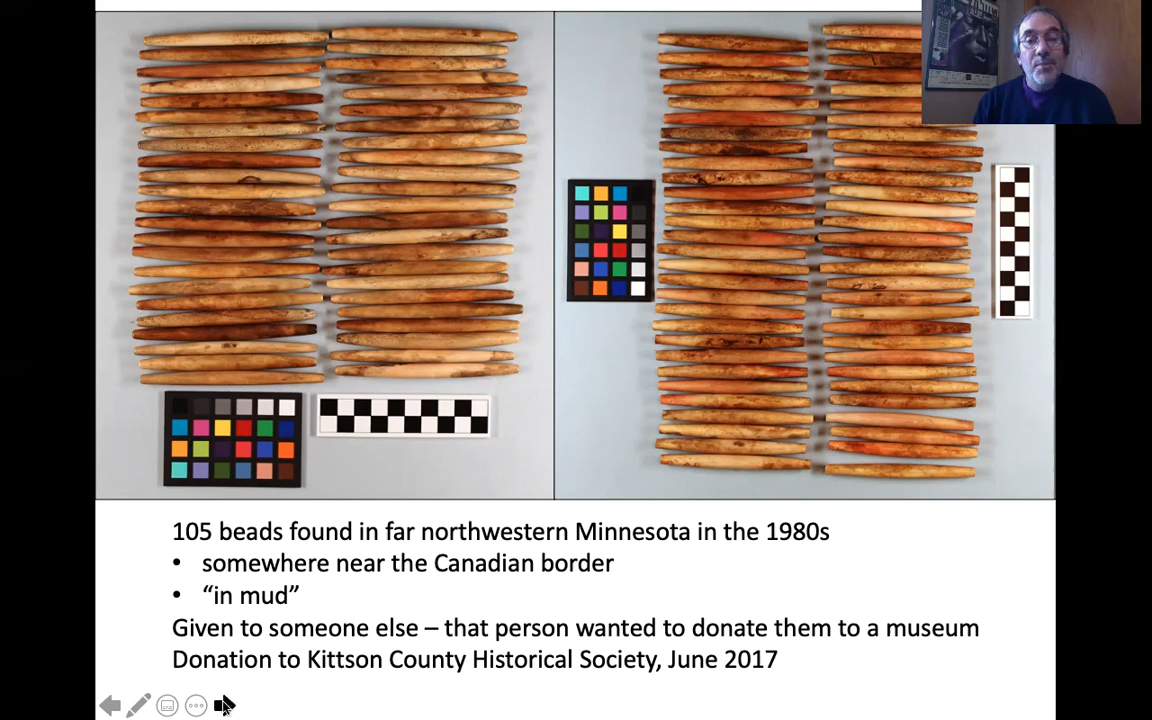 105 beads found in far northwestern Minnesota in the 1980s
• somewhere near the Canadian border
• “in mud”
Given to someone else – that person wanted to donate them to a museum
Donation to Kittson County Historical Society, June 2017